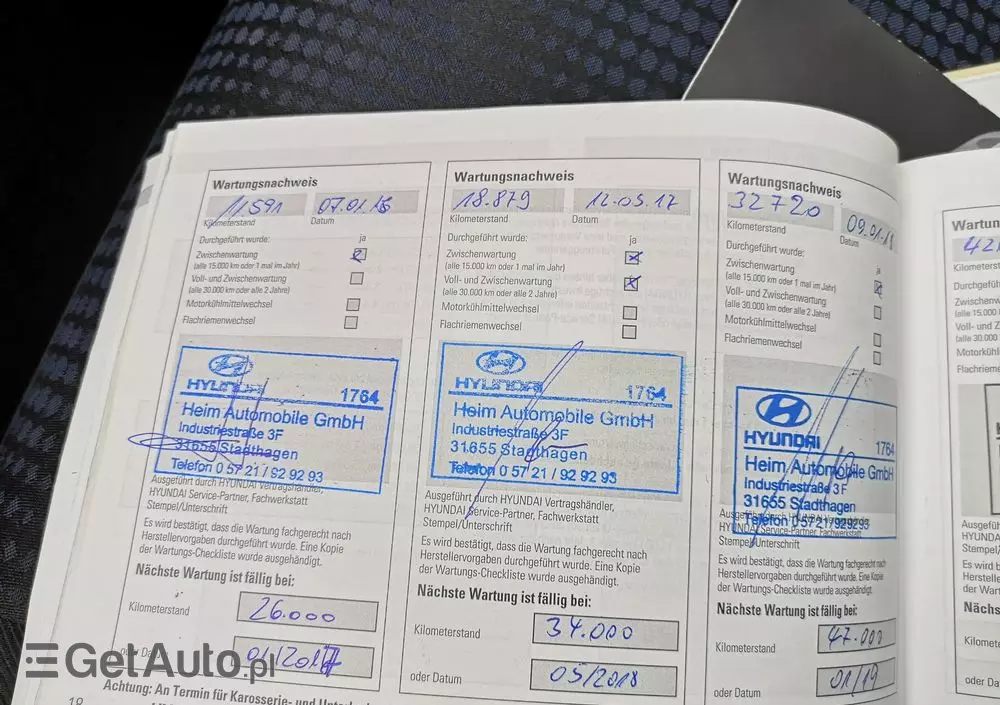 Wartungsnachweis
11.591 07.01.16
Kilometerstand Datum
Durchgeführt wurde: ja
Zwischenwartung
(alle 15.000 km oder 1 mal im Jahr)
Voll- und Zwischenwartung
(alle 30.000 km oder alle 2 Jahre)
Motorkühlmittelwechsel
Flachriemenwechsel
HYUNDAI 1764
Heim Automobile GmbH
Industriestraße 3F
31655 Stadthagen
Telefon 0 57 21 / 92 92 93
Ausgeführt durch HYUNDAI Vertragshändler,
HYUNDAI Service-Partner, Fachwerkstatt
Stempel/Unterschrift
Es wird bestätigt, dass die Wartung fachgerecht nach
Herstellervorgaben durchgeführt wurde. Eine Kopie
der Wartungs-Checkliste wurde ausgehändigt.
Nächste Wartung ist fällig bei:
Kilometerstand 26.000
oder Datum 01/2017
Achtung: An Termin für Karosserie- und
18
Wartungsnachweis
18.879 12.05.17
Kilometerstand Datum
Durchgeführt wurde: ja
Zwischenwartung
(alle 15.000 km oder 1 mal im Jahr)
Voll- und Zwischenwartung
(alle 30.000 km oder alle 2 Jahre)
Motorkühlmittelwechsel
Flachriemenwechsel
HYUNDAI 1764
Heim Automobile GmbH
Industriestraße 3F
31655 Stadthagen
Telefon 0 57 21 / 92 92 93
Ausgeführt durch HYUNDAI Vertragshändler,
HYUNDAI Service-Partner, Fachwerkstatt
Stempel/Unterschrift
Es wird bestätigt, dass die Wartung fachgerecht nach
Herstellervorgaben durchgeführt wurde. Eine Kopie
der Wartungs-Checkliste wurde ausgehändigt.
Nächste Wartung ist fällig bei:
Kilometerstand 34.000
oder Datum 05/2018
Wartungsnachweis
32720 09.01.18
Kilometerstand Datum
Durchgeführt wurde:
Zwischenwartung
(alle 15.000 km oder 1 mal im Jahr)
Voll- und Zwischenwartung
(alle 30.000 km oder alle 2 Jahre)
Motorkühlmittelwechsel
Flachriemenwechsel
HYUNDAI 1764
Heim Automobile GmbH
Industriestraße 3F
31655 Stadthagen
Telefon 0 57 21 / 92 92 93
Ausgeführt durch HYUNDAI Vertragshändler,
HYUNDAI Service-Partner, Fachwerkstatt
Stempel/Unterschrift
Es wird bestätigt, dass die Wartung fachgerecht nach
Herstellervorgaben durchgeführt wurde. Eine Kopie
der Wartungs-Checkliste wurde ausgehändigt.
Nächste Wartung ist fällig bei:
Kilometerstand 47.000
oder Datum 01/19
GetAuto.pl